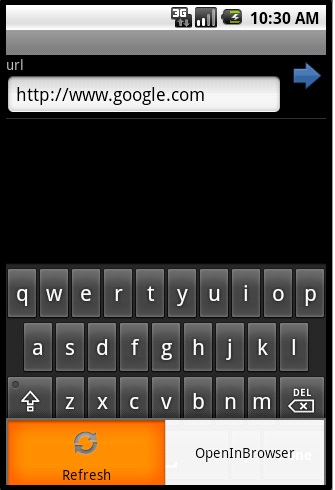 3G 10:30 AM
url
http://www.google.com
q w e r t y u i o p
a s d f g h j k l
z x c v b n m DEL
Refresh OpenInBrowser